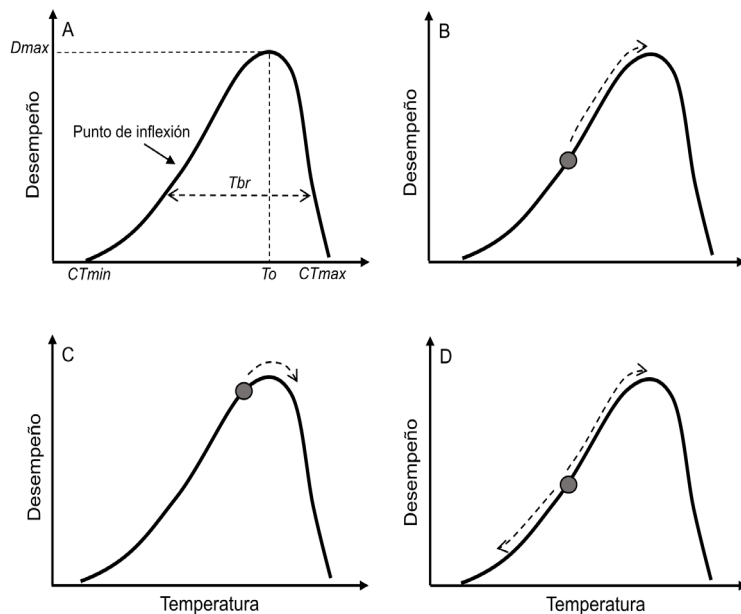 A
Dmax
Desempeño
Punto de inflexión
Tbr
CTmin
To
CTmax
B
Desempeño
C
Desempeño
Temperatura
D
Desempeño
Temperatura